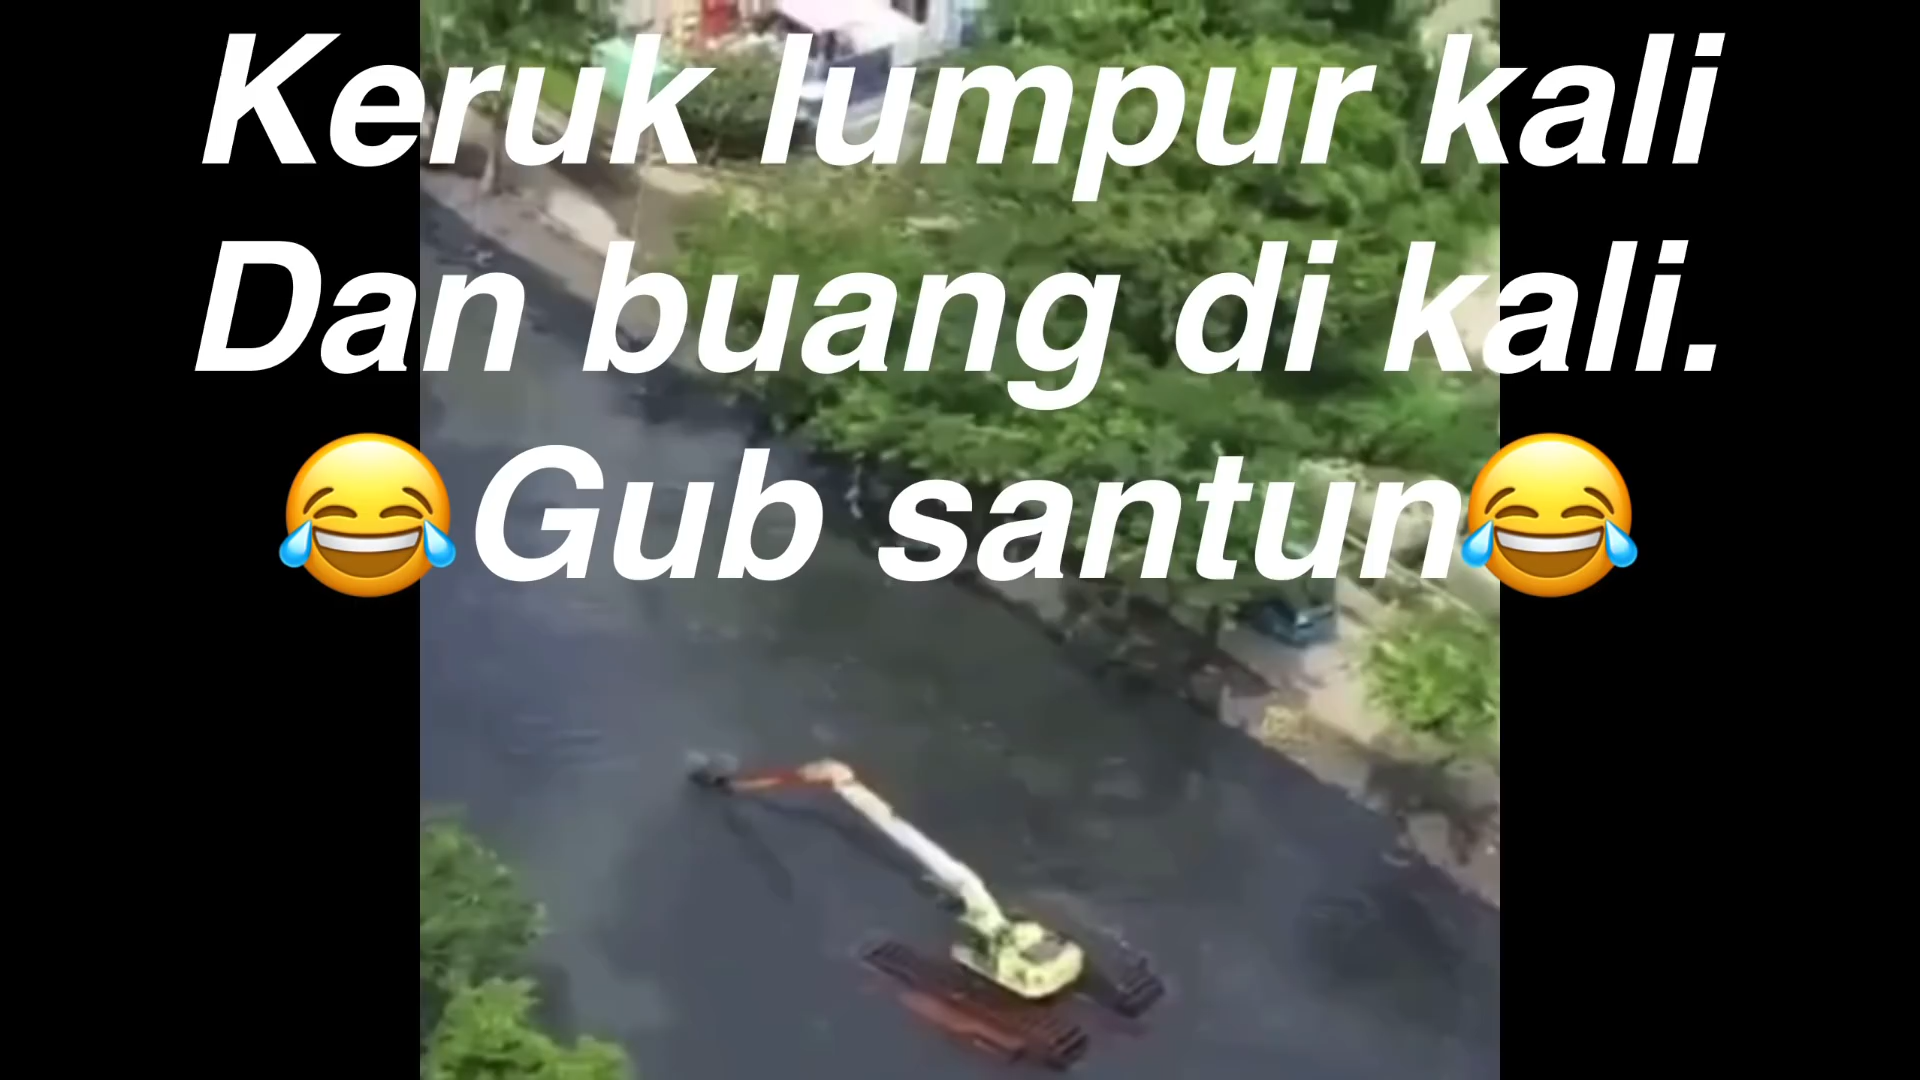 Keruk lumpur kali
Dan buang di kali.
😂Gub santun😂